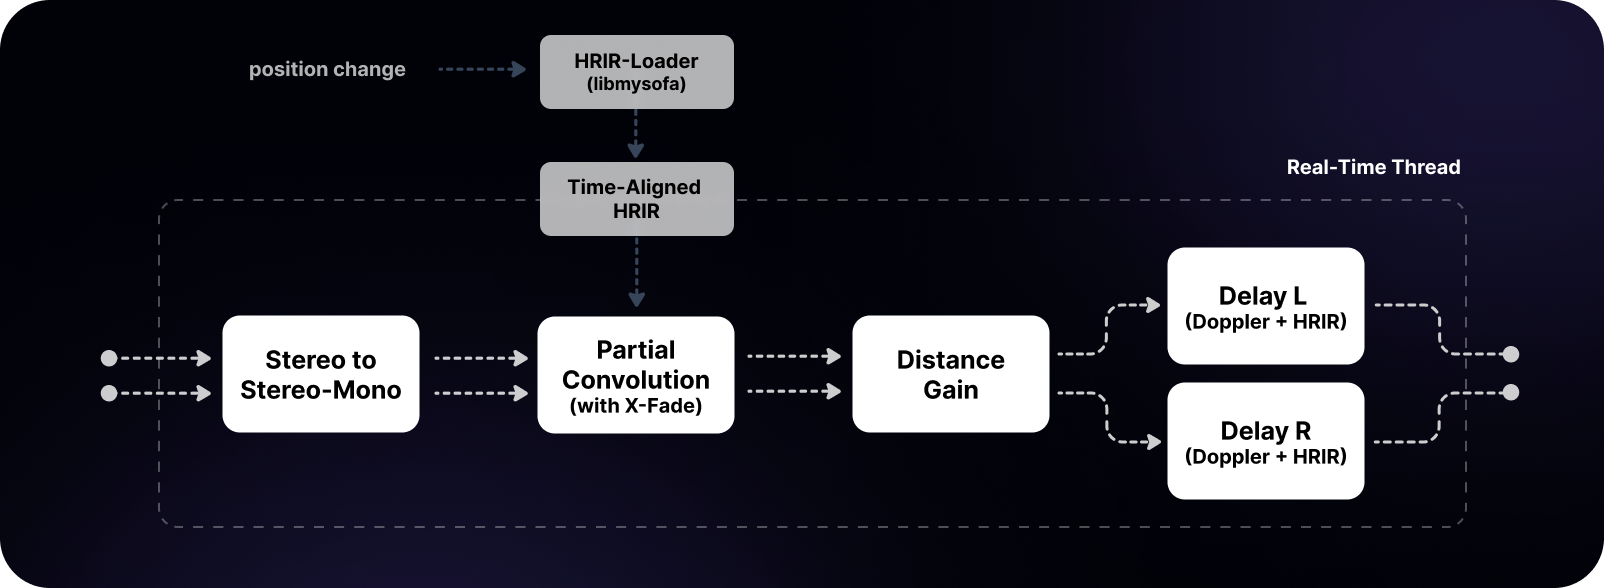 position change
HRIR-Loader
(libmysofa)
Time-Aligned
HRIR
Real-Time Thread
Stereo to
Stereo-Mono
Partial
Convolution
(with X-Fade)
Distance
Gain
Delay L
(Doppler + HRIR)
Delay R
(Doppler + HRIR)